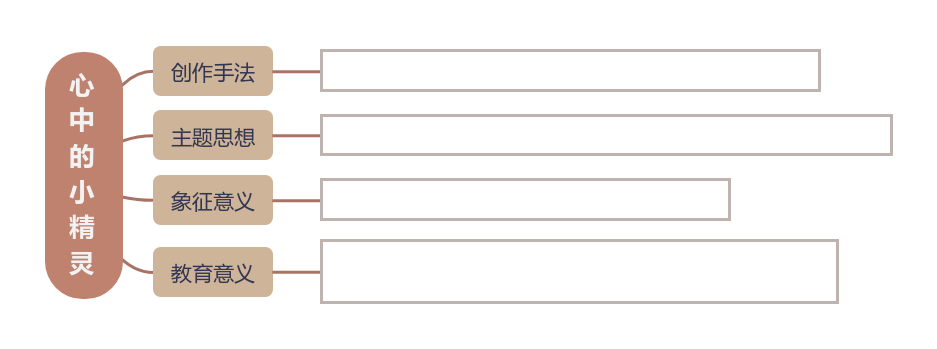 心中的小精灵
创作手法
主题思想
象征意义
教育意义